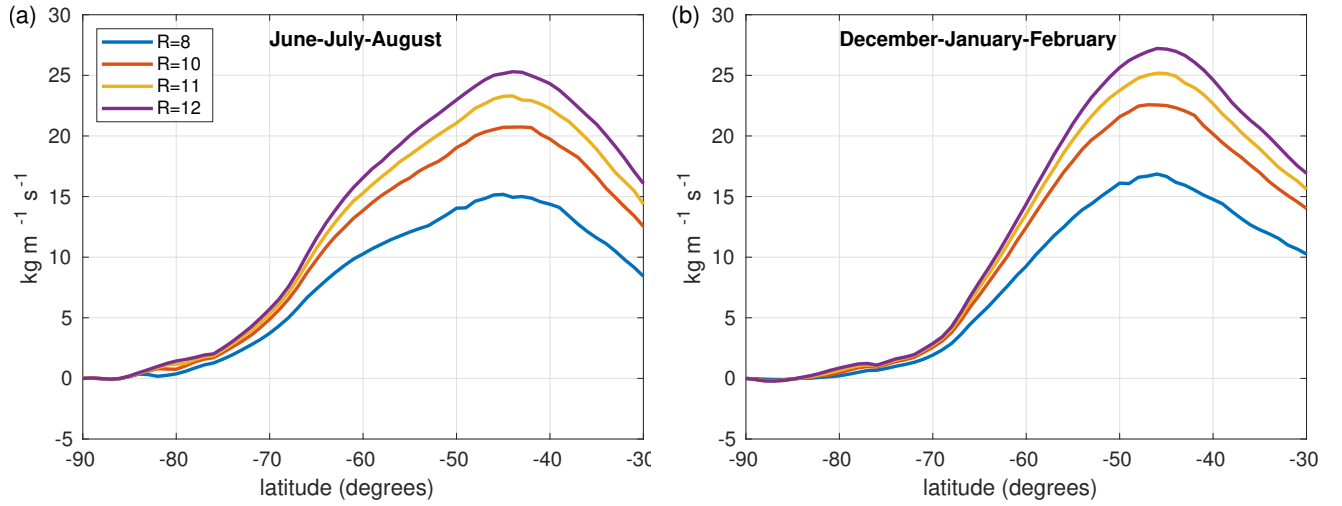 (a)
June-July-August
R=8
R=10
R=11
R=12
30
25
20
15
10
5
0
-5
kg m -1 s -1
-90 -80 -70 -60 -50 -40 -30
latitude (degrees)
(b)
December-January-February
30
25
20
15
10
5
0
-5
kg m -1 s -1
-90 -80 -70 -60 -50 -40 -30
latitude (degrees)